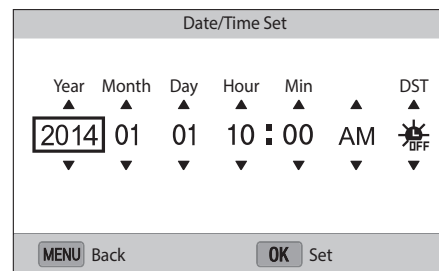 Date/Time Set
Year Month Day Hour Min DST
2014 01 01 10:00 AM OFF
MENU Back OK Set